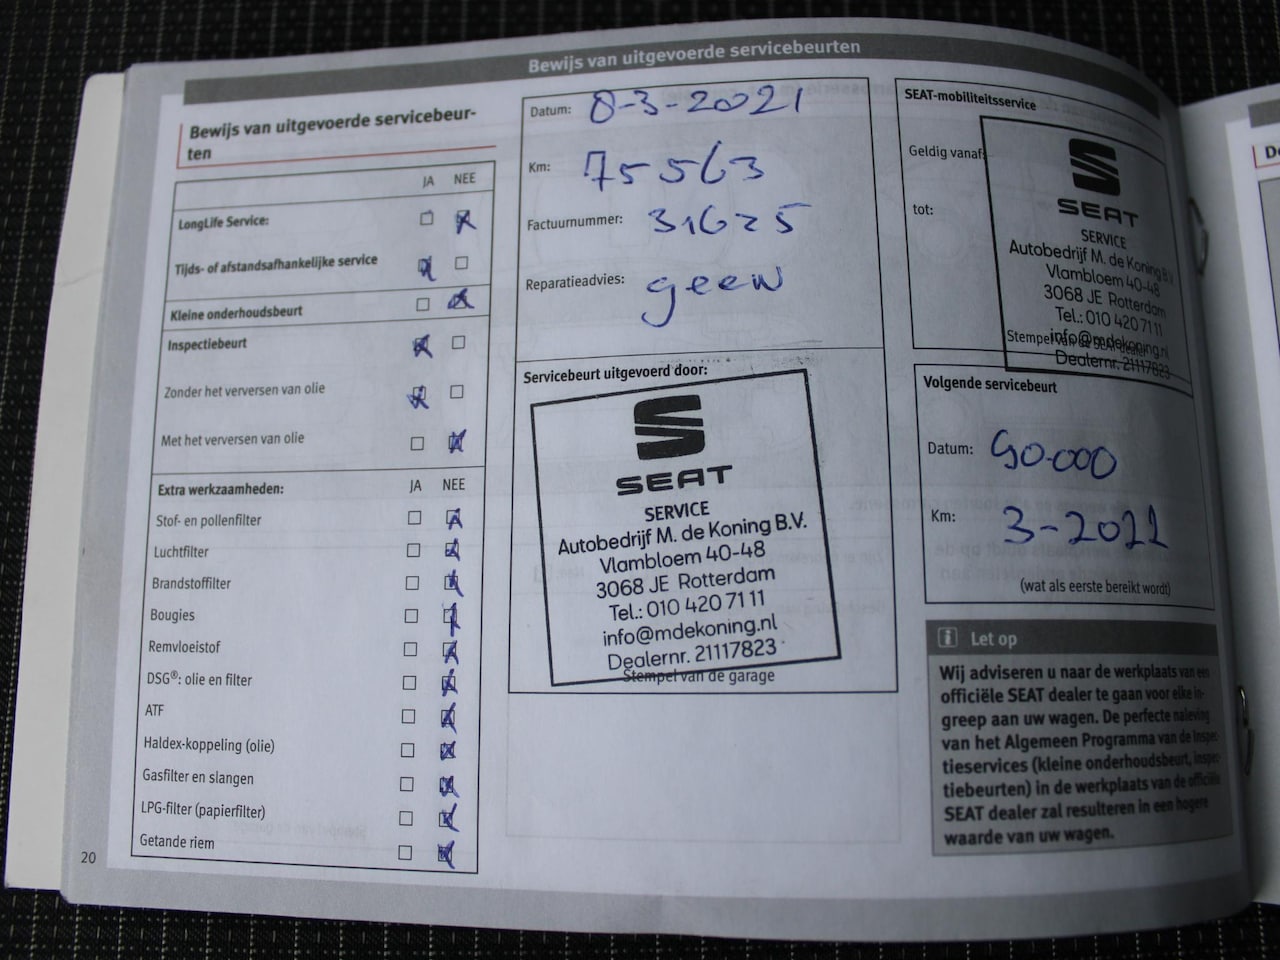 Bewijs van uitgevoerde servicebeurten
Bewijs van uitgevoerde servicebeur-
ten
JA NEE
LongLife Service:
Tijds- of afstandsafhankelijke service
Kleine onderhoudsbeurt
Inspectiebeurt
Zonder het verversen van olie
Met het verversen van olie
Extra werkzaamheden: JA NEE
Stof- en pollenfilter
Luchtfilter
Brandstoffilter
Bougies
Remvloeistof
DSG®: olie en filter
ATF
Haldex-koppeling (olie)
Gasfilter en slangen
LPG-filter (papierfilter)
Getande riem
20
Datum: 8-3-2021
Km: 75563
Factuurnummer: 31625
Reparatieadvies: geen
Servicebeurt uitgevoerd door:
SEAT
SERVICE
Autobedrijf M. de Koning B.V.
Vlambloem 40-48
3068 JE Rotterdam
Tel.: 010 420 71 11
info@mdekoning.nl
Dealernr. 21117823
Stempel van de garage
SEAT-mobiliteitsservice
Geldig vanaf:
tot:
SEAT
SERVICE
Autobedrijf M. de Koning B.V.
Vlambloem 40-48
3068 JE Rotterdam
Tel.: 010 420 71 11
info@mdekoning.nl
Stempel van de SEAT-dealer
Dealernr. 21117823
Volgende servicebeurt
Datum: 90.000
Km: 3-2022
(wat als eerste bereikt wordt)
i Let op
Wij adviseren u naar de werkplaats van een
officiële SEAT dealer te gaan voor elke in-
greep aan uw wagen. De perfecte naleving
van het Algemeen Programma van de Inspec-
tieservices (kleine onderhoudsbeurt, inspec-
tiebeurten) in de werkplaats van de officiële
SEAT dealer zal resulteren in een hogere
waarde van uw wagen.